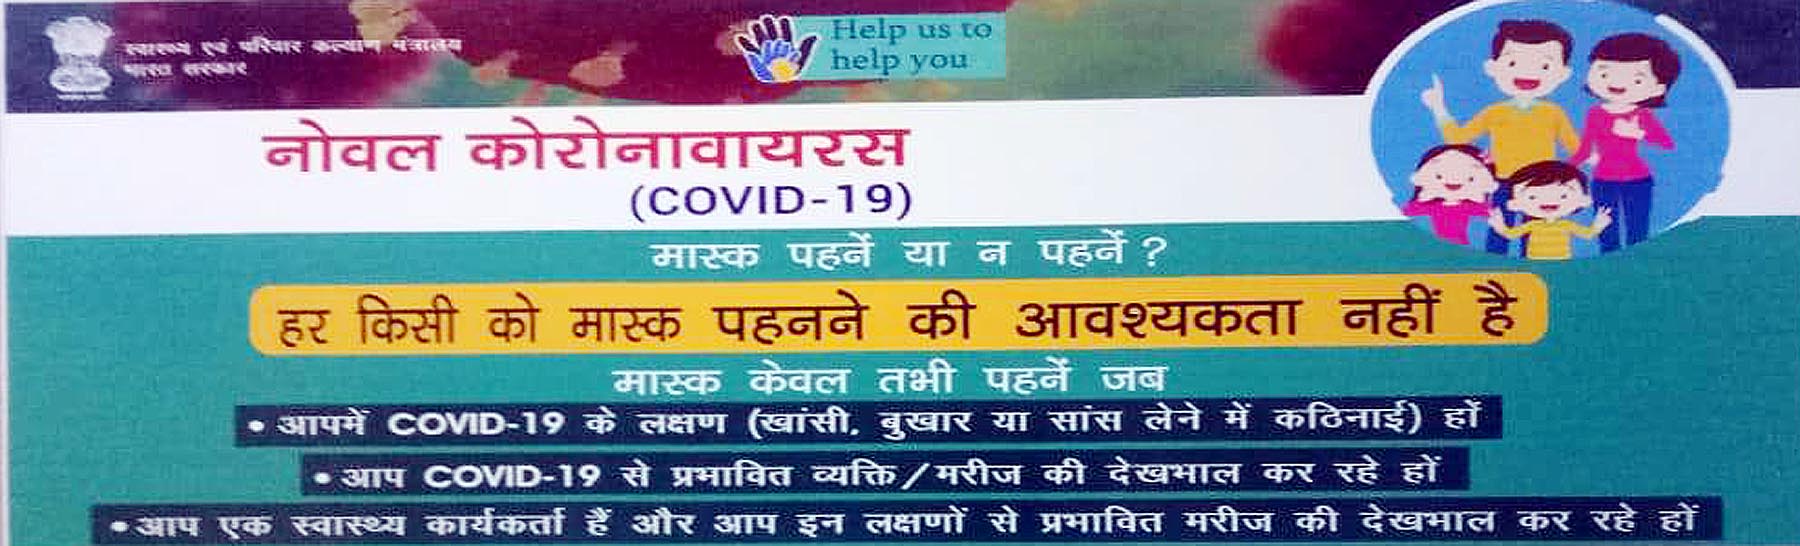 स्वास्थ्य एवं परिवार कल्याण मंत्रालय
भारत सरकार
Help us to
help you
नोवल कोरोनावायरस
(COVID-19)
मास्क पहनें या न पहनें ?
हर किसी को मास्क पहनने की आवश्यकता नहीं है
मास्क केवल तभी पहनें जब
• आपमें COVID-19 के लक्षण (खांसी, बुखार या सांस लेने में कठिनाई) हों
• आप COVID-19 से प्रभावित व्यक्ति/मरीज की देखभाल कर रहे हों
• आप एक स्वास्थ्य कार्यकर्ता हैं और आप इन लक्षणों से प्रभावित मरीज की देखभाल कर रहे हों